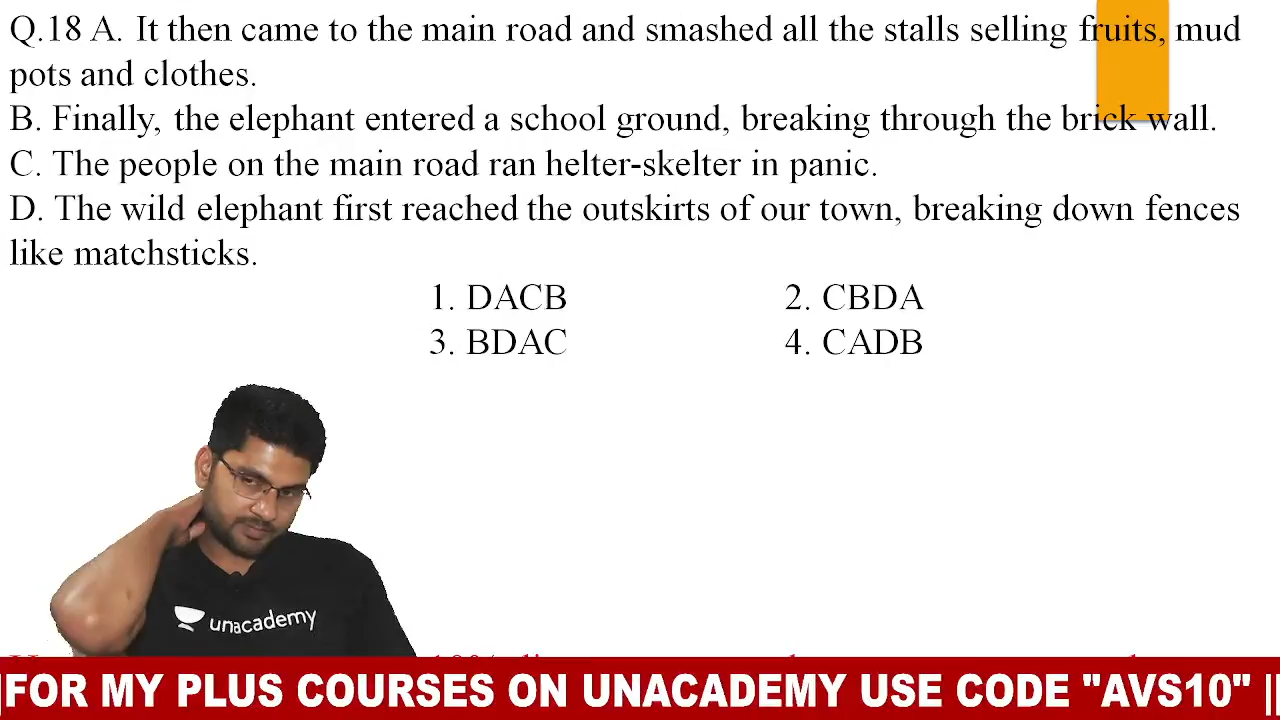 Q.18 A. It then came to the main road and smashed all the stalls selling fruits, mud
pots and clothes.
B. Finally, the elephant entered a school ground, breaking through the brick wall.
C. The people on the main road ran helter-skelter in panic.
D. The wild elephant first reached the outskirts of our town, breaking down fences
like matchsticks.
1. DACB 2. CBDA
3. BDAC 4. CADB
unacademy
FOR MY PLUS COURSES ON UNACADEMY USE CODE "AVS10" ||